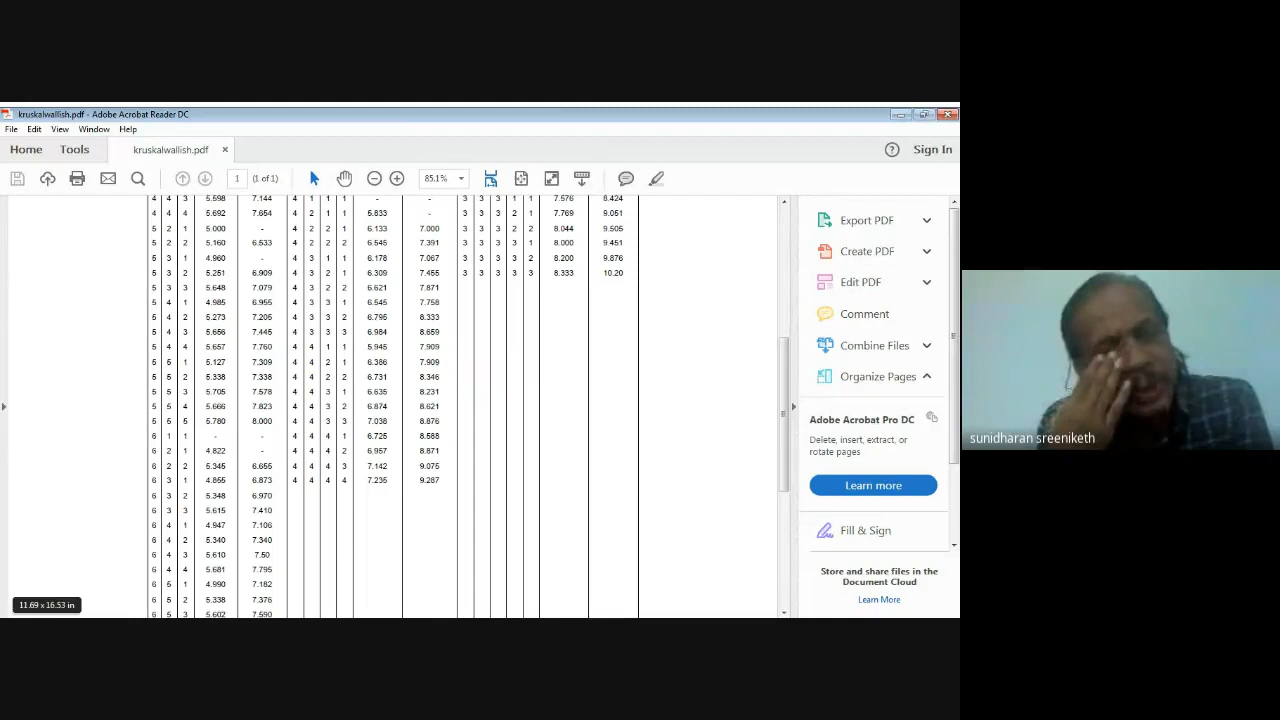 kruskalwallish.pdf - Adobe Acrobat Reader DC
File Edit View Window Help
Home Tools kruskalwallish.pdf × ? Sign In
1 (1 of 1) 85.1%
4 4 3 5.598 7.144 4 1 1 1 - - 3 3 3 1 1 7.576 8.424
4 4 4 5.692 7.654 4 2 1 1 5.833 - 3 3 3 2 1 7.769 9.051
5 2 1 5.000 - 4 2 2 1 6.133 7.000 3 3 3 2 2 8.044 9.505
5 2 2 5.160 6.533 4 2 2 2 6.545 7.391 3 3 3 3 1 8.000 9.451
5 3 1 4.960 - 4 3 1 1 6.178 7.067 3 3 3 3 2 8.200 9.876
5 3 2 5.251 6.909 4 3 2 1 6.309 7.455 3 3 3 3 3 8.333 10.20
5 3 3 5.648 7.079 4 3 2 2 6.621 7.871
5 4 1 4.985 6.955 4 3 3 1 6.545 7.758
5 4 2 5.273 7.205 4 3 3 2 6.795 8.333
5 4 3 5.656 7.445 4 3 3 3 6.984 8.659
5 4 4 5.657 7.760 4 4 1 1 5.945 7.909
5 5 1 5.127 7.309 4 4 2 1 6.386 7.909
5 5 2 5.338 7.338 4 4 2 2 6.731 8.346
5 5 3 5.705 7.578 4 4 3 1 6.635 8.231
5 5 4 5.666 7.823 4 4 3 2 6.874 8.621
5 5 5 5.780 8.000 4 4 3 3 7.038 8.876
6 1 1 - - 4 4 4 1 6.725 8.588
6 2 1 4.822 - 4 4 4 2 6.957 8.871
6 2 2 5.345 6.655 4 4 4 3 7.142 9.075
6 3 1 4.855 6.873 4 4 4 4 7.235 9.287
6 3 2 5.348 6.970
6 3 3 5.615 7.410
6 4 1 4.947 7.106
6 4 2 5.340 7.340
6 4 3 5.610 7.50
6 4 4 5.681 7.795
6 5 1 4.990 7.182
6 5 2 5.338 7.376
6 5 3 5.602 7.590
11.69 x 16.53 in
Export PDF
Create PDF
Edit PDF
Comment
Combine Files
Organize Pages
Adobe Acrobat Pro DC
Delete, insert, extract, or
rotate pages
Learn more
Fill & Sign
Store and share files in the
Document Cloud
Learn More
sunidharan sreeniketh